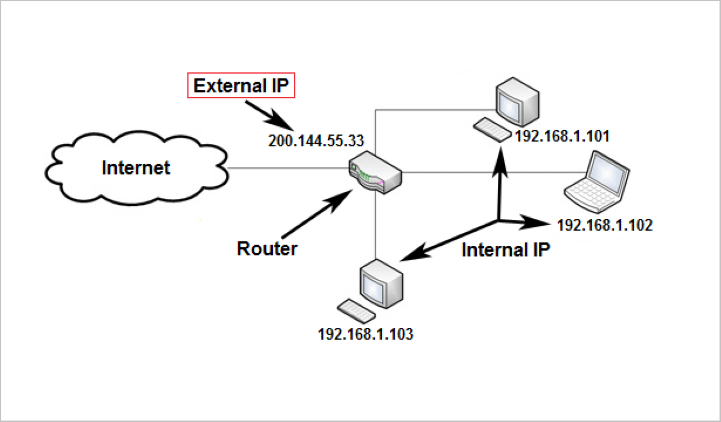 External IP
200.144.55.33
192.168.1.101
Internet
192.168.1.102
Router
Internal IP
192.168.1.103